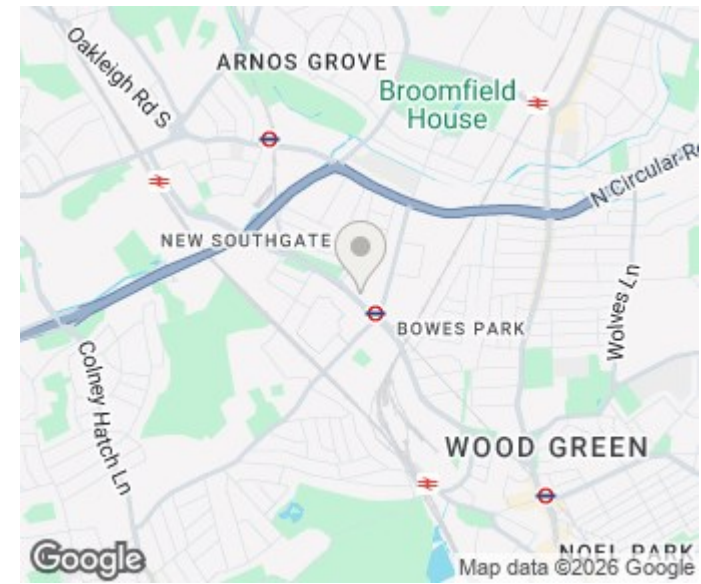 Oakleigh Rd S
ARNOS GROVE
Broomfield
House
N Circular Rd
NEW SOUTHGATE
BOWES PARK
Wolves Ln
Colney Hatch Ln
WOOD GREEN
NOEL PARK
Google
Map data ©2026 Google